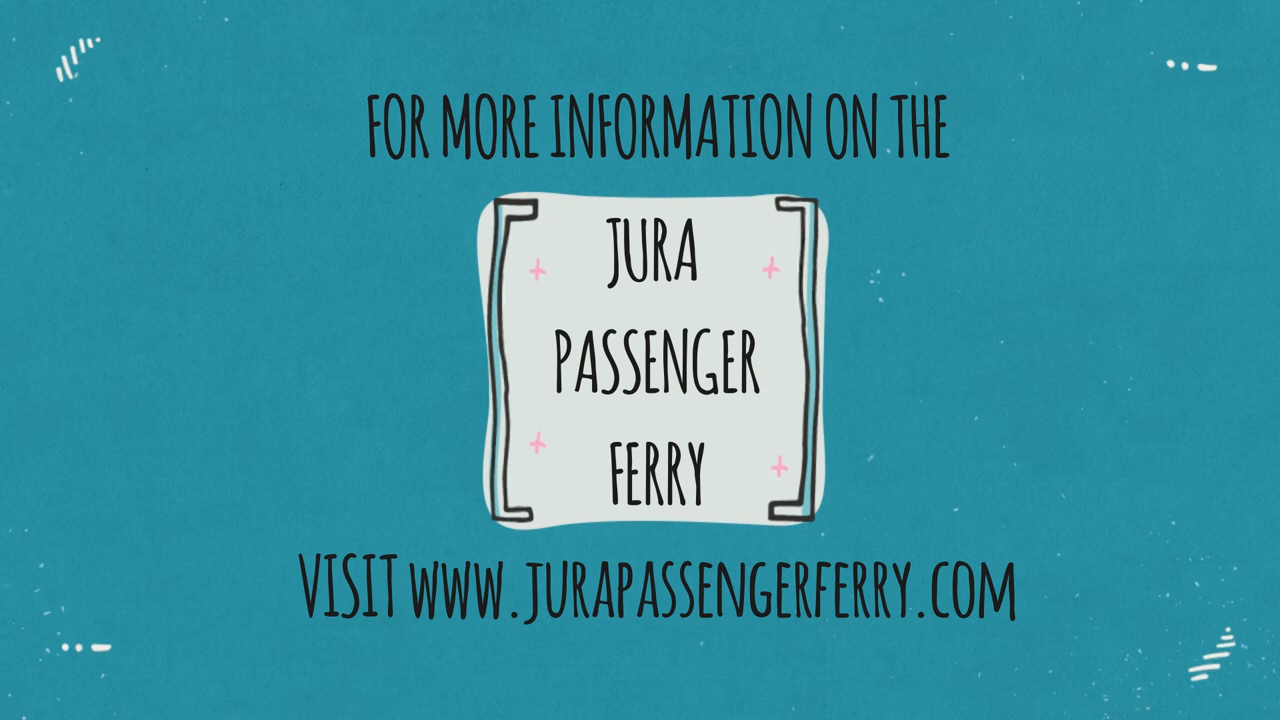 FOR MORE INFORMATION ON THE
JURA
PASSENGER
FERRY
VISIT WWW.JURAPASSENGERFERRY.COM